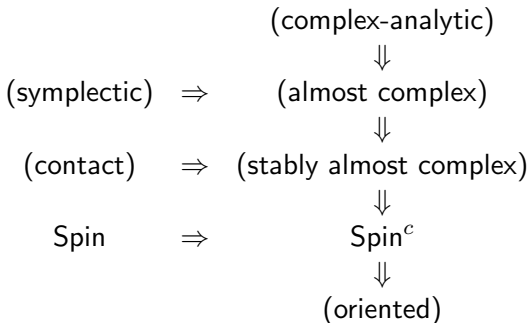 (complex-analytic)
⇓
(symplectic) ⇒ (almost complex)
⇓
(contact) ⇒ (stably almost complex)
⇓
Spin ⇒ Spin^c
⇓
(oriented)